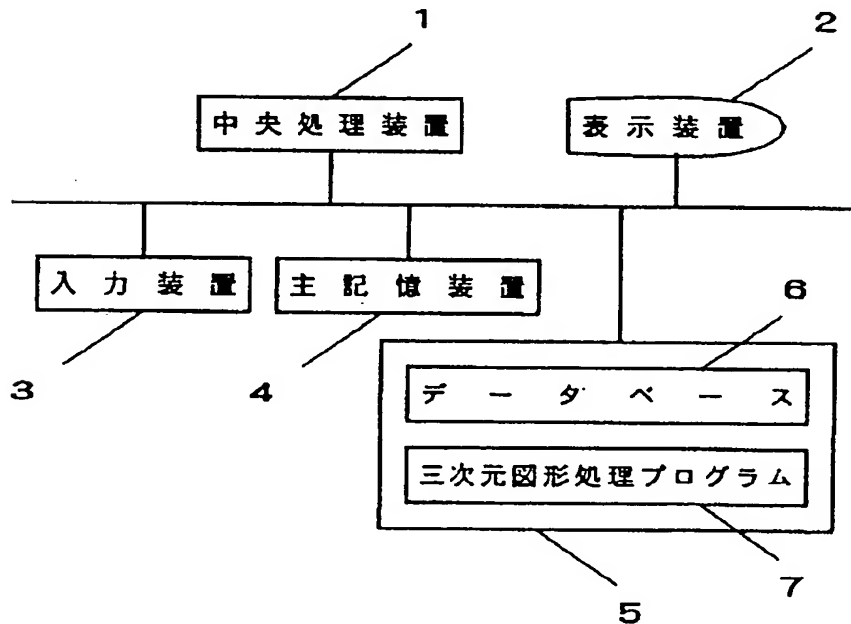 1
2
中央処理装置
表示装置
入力装置
主記憶装置
6
3
4
データベース
三次元図形処理プログラム
7
5